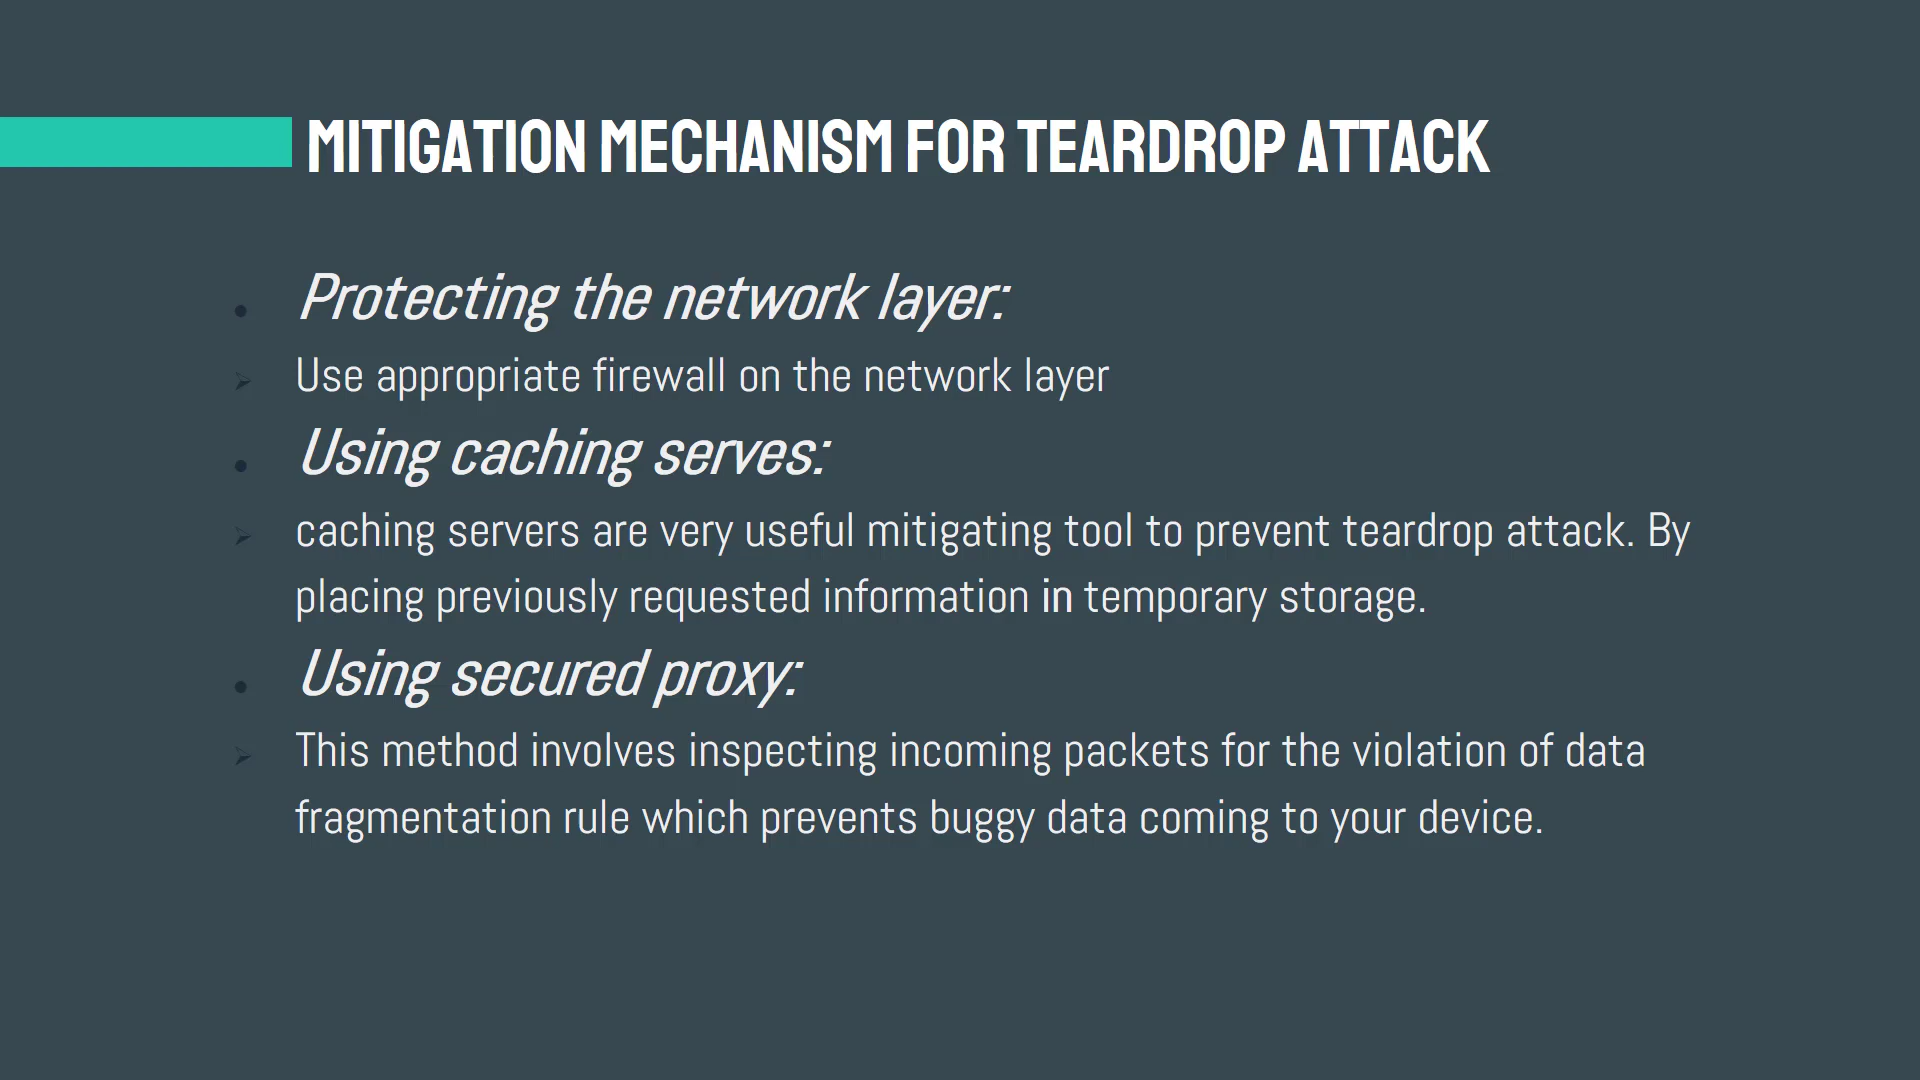 MITIGATION MECHANISM FOR TEARDROP ATTACK
• Protecting the network layer:
➢ Use appropriate firewall on the network layer
• Using caching serves:
➢ caching servers are very useful mitigating tool to prevent teardrop attack. By
placing previously requested information in temporary storage.
• Using secured proxy:
➢ This method involves inspecting incoming packets for the violation of data
fragmentation rule which prevents buggy data coming to your device.